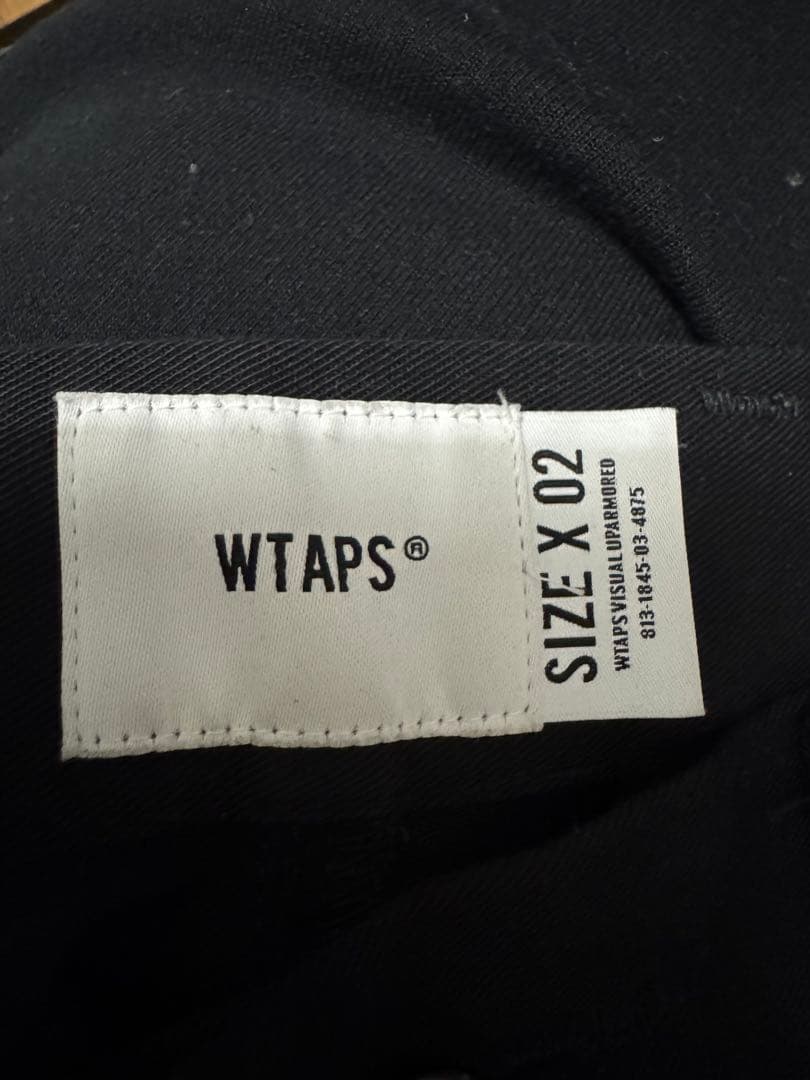 WTAPS®
SIZE X 02
WTAPS VISUAL UPARMORED
813-1845-03-4875